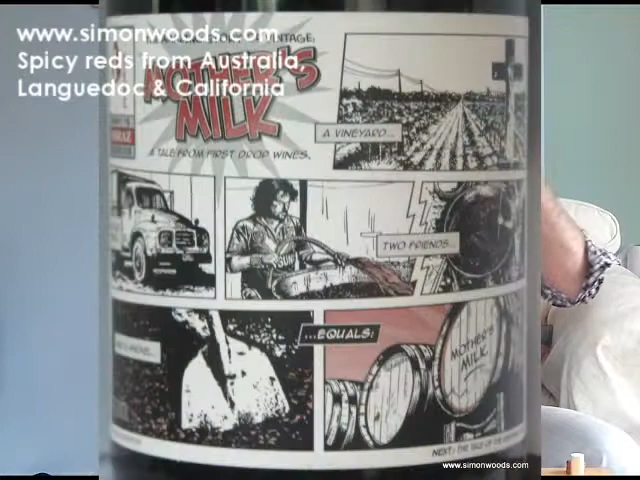 www.simonwoods.com
Spicy reds from Australia,
Languedoc & California
MOTHER'S
MILK
A TALE FROM FIRST DROP WINES.
A VINEYARD...
TWO FRIENDS...
...EQUALS:
MOTHER'S
MILK
NEXT: THE
www.simonwoods.com